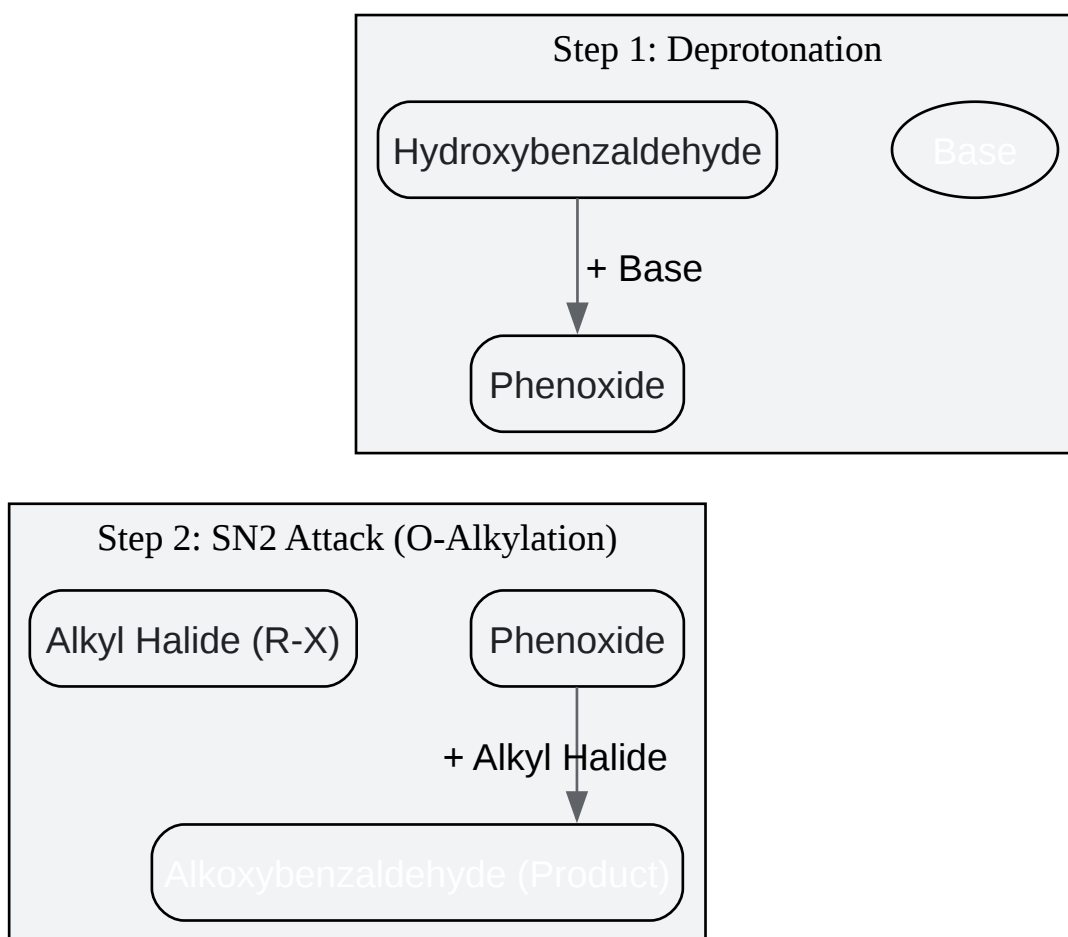 Step 1: Deprotonation
Hydroxybenzaldehyde
Base
+ Base
Phenoxide
Step 2: SN2 Attack (O-Alkylation)
Alkyl Halide (R-X)
Phenoxide
+ Alkyl Halide
Alkoxybenzaldehyde (Product)